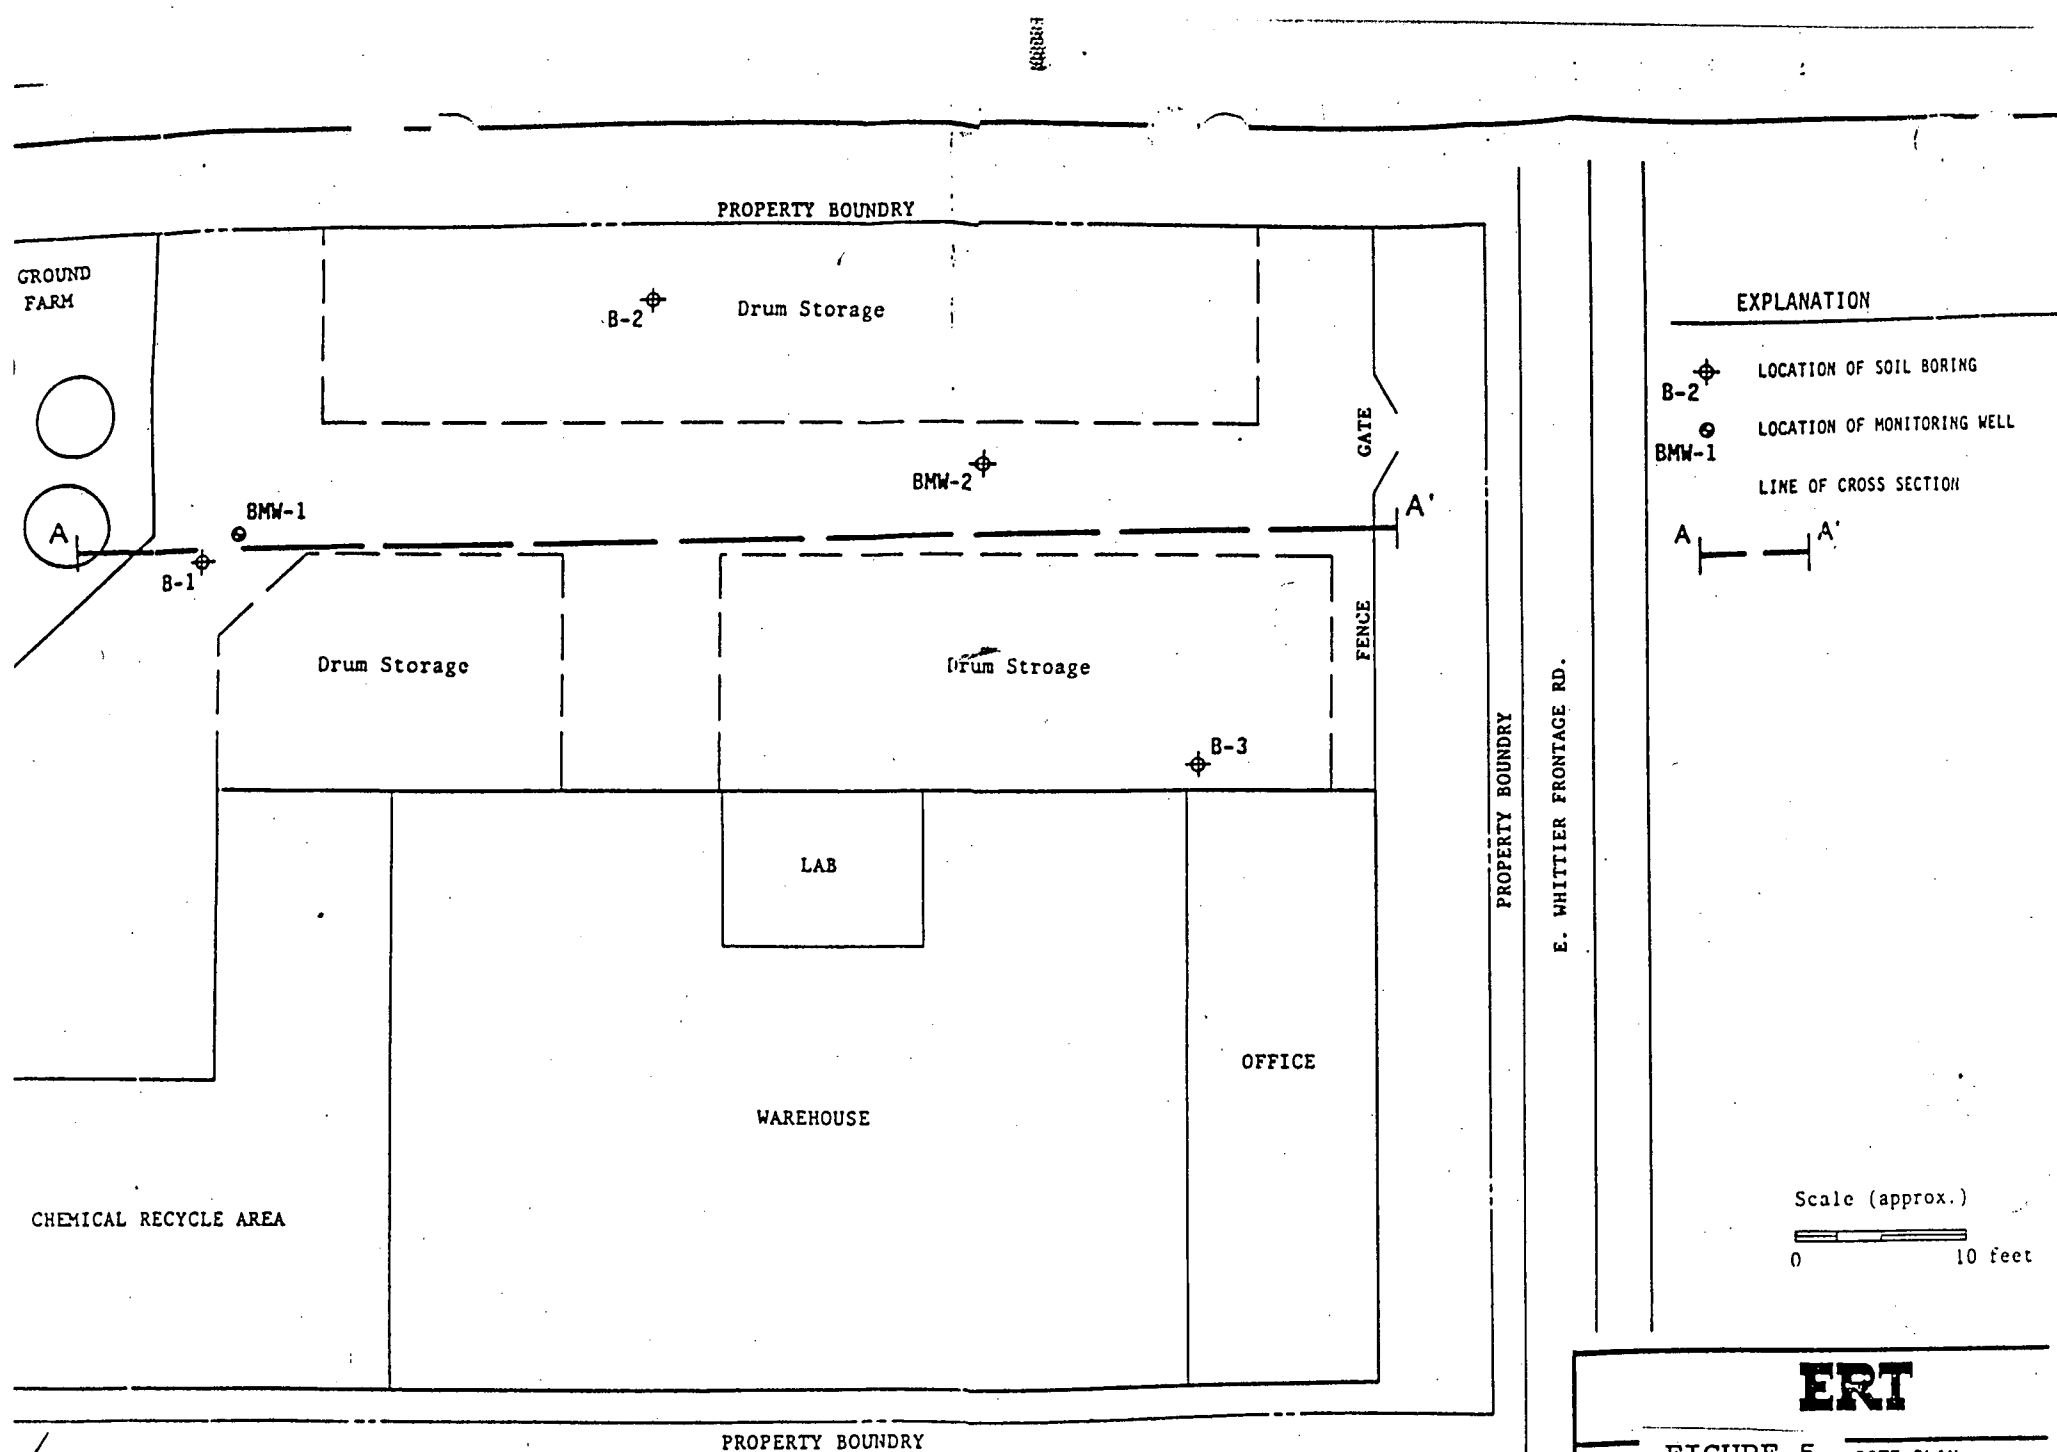 PROPERTY BOUNDRY
GROUND
FARM
B-2
Drum Storage
EXPLANATION
LOCATION OF SOIL BORING
B-2
LOCATION OF MONITORING WELL
BMW-1
LINE OF CROSS SECTION
A
A'
GATE
BMW-2
BMW-1
A
A'
B-1
FENCE
Drum Storage
Drum Stroage
B-3
PROPERTY BOUNDRY
E. WHITTIER FRONTAGE RD.
LAB
OFFICE
WAREHOUSE
CHEMICAL RECYCLE AREA
Scale (approx.)
0
10 feet
ERT
FIGURE 5
PROPERTY BOUNDRY